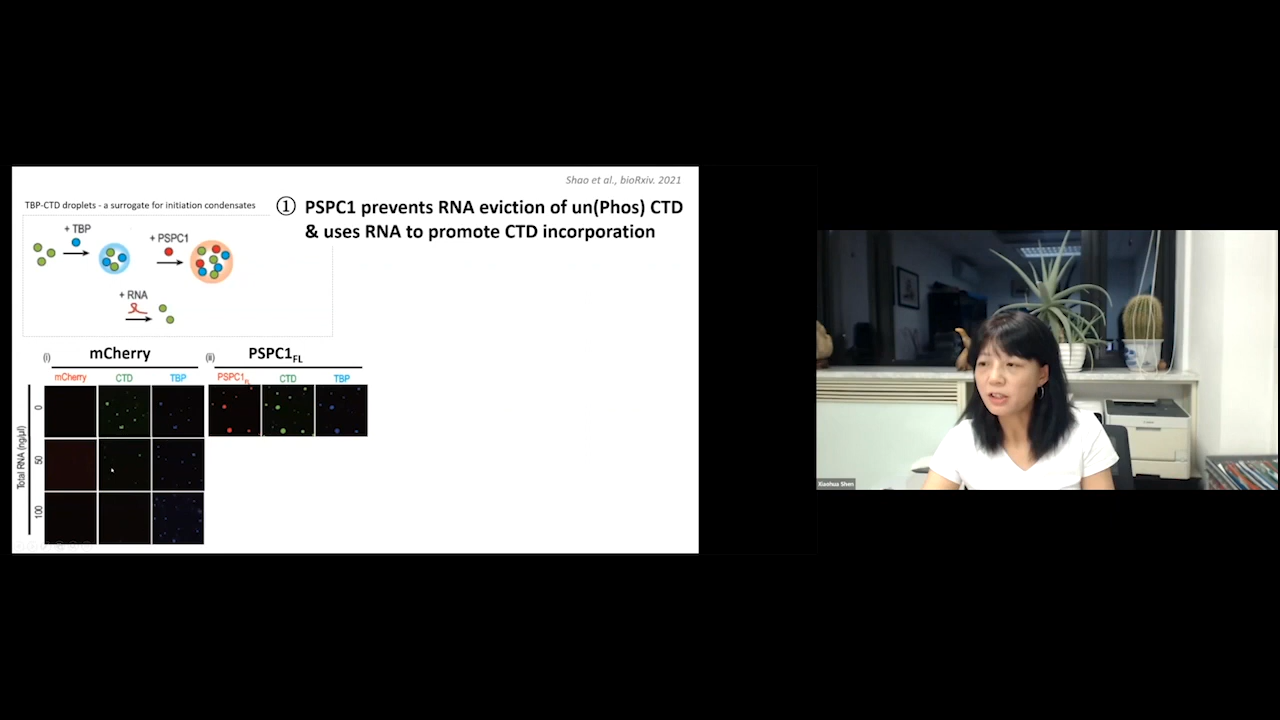 Shao et al., bioRxiv. 2021
TBP-CTD droplets - a surrogate for initiation condensates
① PSPC1 prevents RNA eviction of un(Phos) CTD
& uses RNA to promote CTD incorporation
+ TBP
+ PSPC1
+ RNA
(i) mCherry
(ii) PSPC1FL
mCherry CTD TBP
PSPC1FL CTD TBP
Total RNA (ng/µl)
0
50
100
Xiaohua Shen